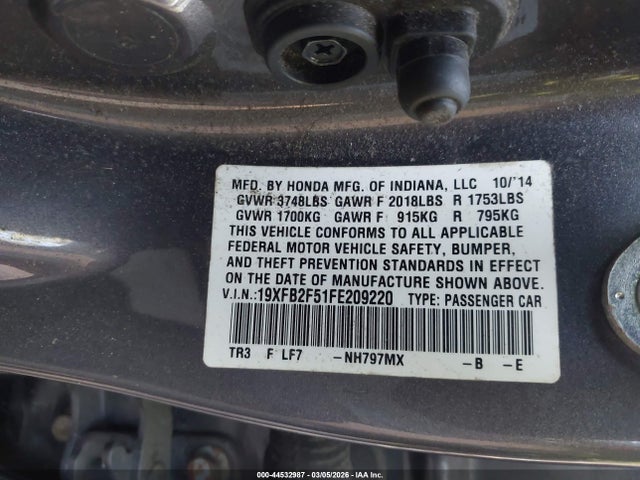 MFD. BY HONDA MFG. OF INDIANA, LLC 10/'14
GVWR 3748LBS GAWR F 2018LBS R 1753LBS
GVWR 1700KG GAWR F 915KG R 795KG
THIS VEHICLE CONFORMS TO ALL APPLICABLE
FEDERAL MOTOR VEHICLE SAFETY, BUMPER,
AND THEFT PREVENTION STANDARDS IN EFFECT
ON THE DATE OF MANUFACTURE SHOWN ABOVE.
V.I.N.:19XFB2F51FE209220 TYPE: PASSENGER CAR
TR3 F LF7 -NH797MX -B -E
000-44532987 | 03/05/2026 - IAA Inc.